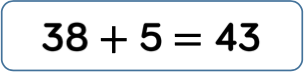 38 + 5 = 43